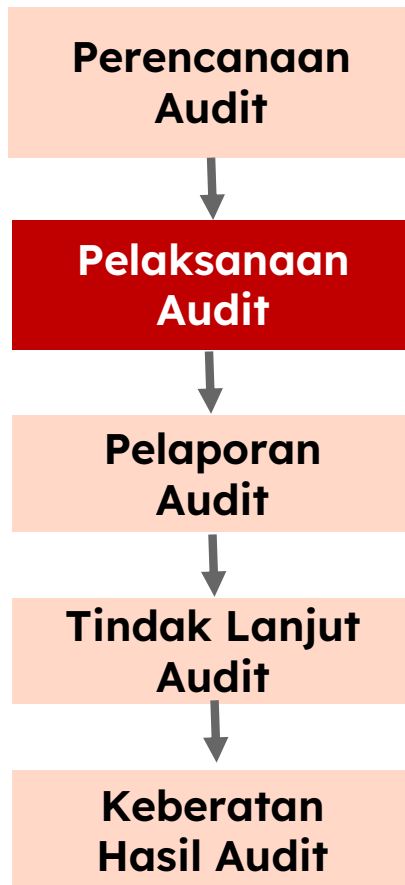 Perencanaan
Audit
Pelaksanaan
Audit
Pelaporan
Audit
Tindak Lanjut
Audit
Keberatan
Hasil Audit